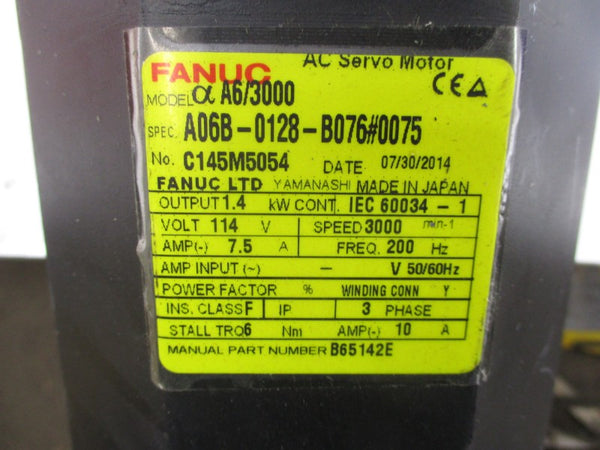 FANUC AC Servo Motor
MODEL α A6/3000 CE
SPEC. A06B-0128-B076#0075
No. C145M5054 DATE 07/30/2014
FANUC LTD YAMANASHI MADE IN JAPAN
OUTPUT 1.4 kW CONT. IEC 60034-1
VOLT 114 V SPEED 3000 min-1
AMP(~) 7.5 A FREQ. 200 Hz
AMP INPUT (~) — V 50/60Hz
POWER FACTOR % WINDING CONN Y
INS. CLASS F IP 3 PHASE
STALL TRQ 6 Nm AMP(~) 10 A
MANUAL PART NUMBER B65142E